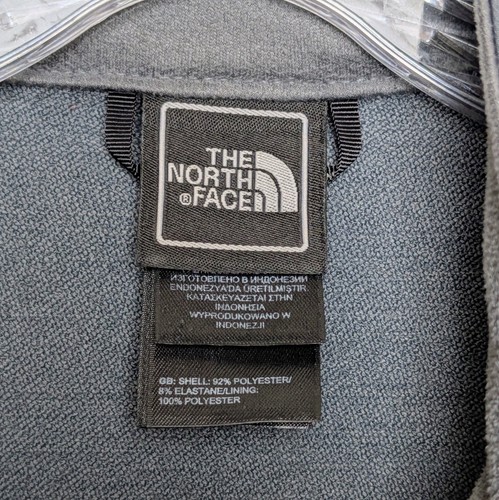 THE
NORTH
®FACE
ИЗГОТОВЛЕНО В ИНДОНЕЗИИ
ENDONEZYA'DA ÜRETILMIŞTIR
ΚΑΤΑΣΚΕΥΑΖΕΤΑΙ ΣΤΗΝ
ΙΝΔΟΝΗΣΙΑ
WYPRODUKOWANO W
INDONEZJI
GB: SHELL: 92% POLYESTER/
8% ELASTANE/LINING:
100% POLYESTER